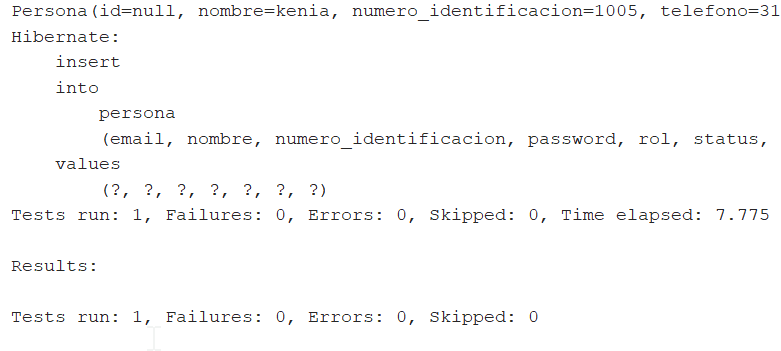 Persona(id=null, nombre=kenia, numero_identificacion=1005, telefono=31
Hibernate:
insert
into
persona
(email, nombre, numero_identificacion, password, rol, status,
values
(?, ?, ?, ?, ?, ?, ?)
Tests run: 1, Failures: 0, Errors: 0, Skipped: 0, Time elapsed: 7.775
Results:
Tests run: 1, Failures: 0, Errors: 0, Skipped: 0